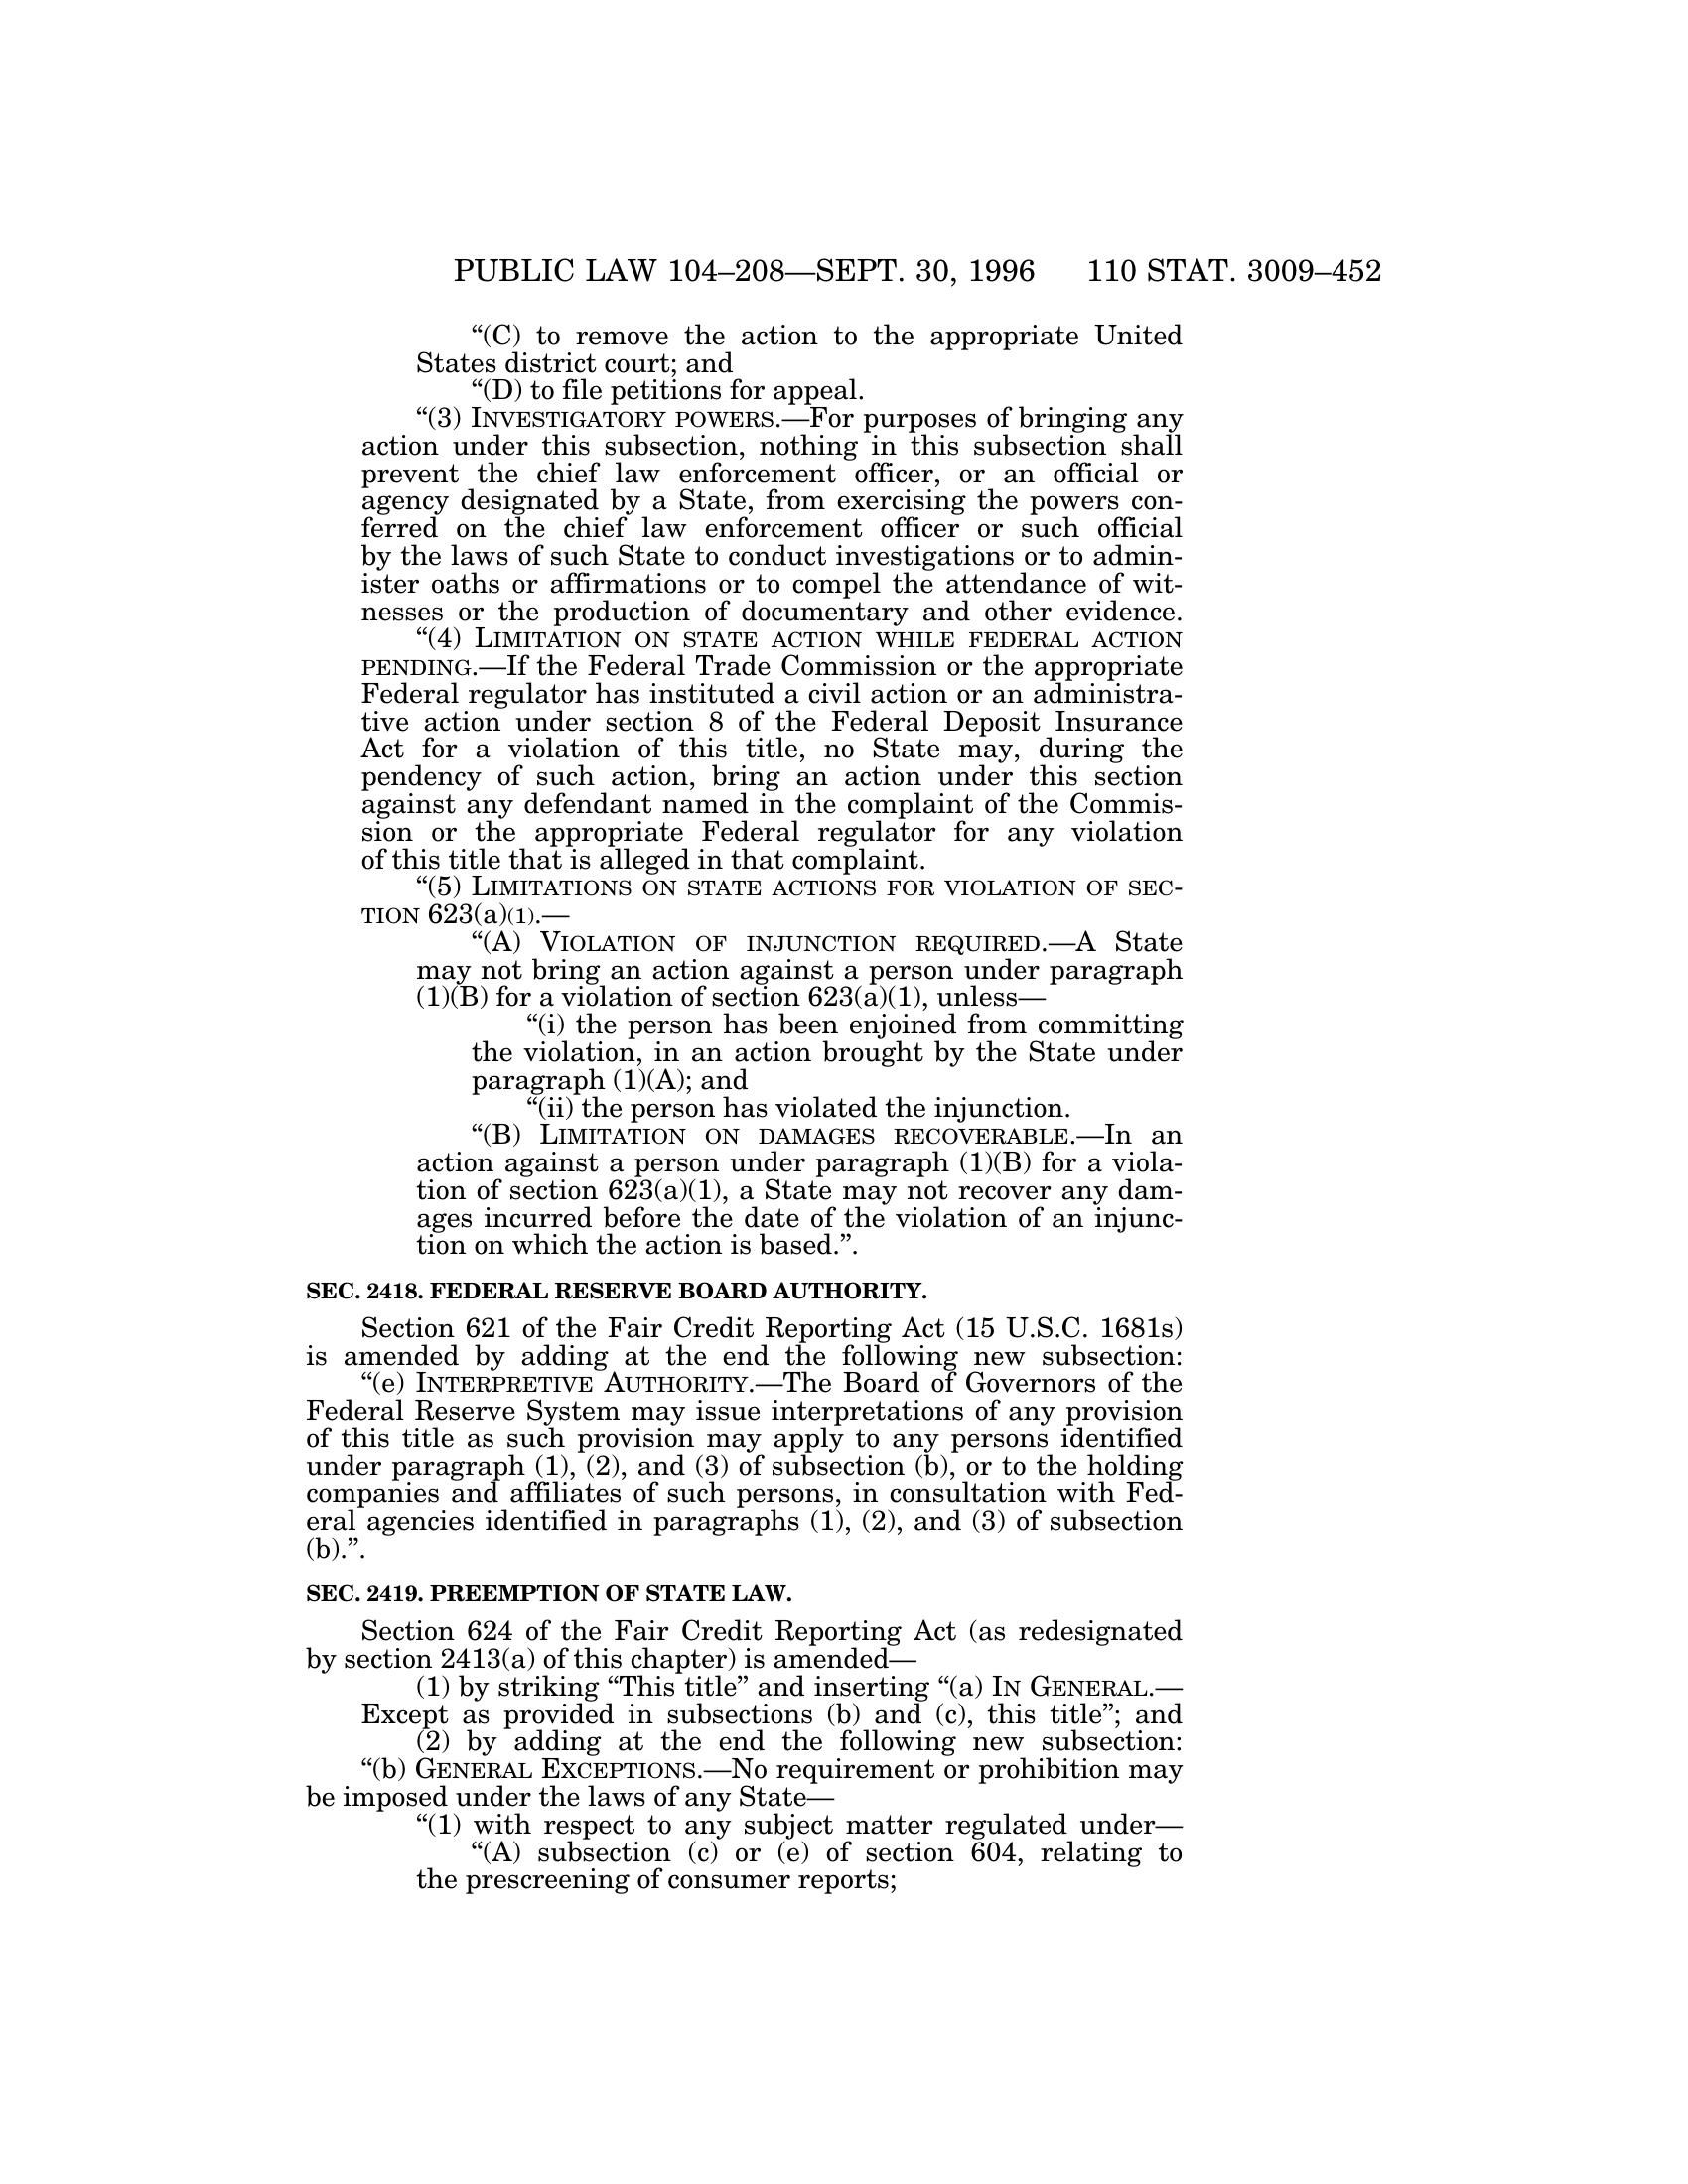 PUBLIC LAW 104–208—SEPT. 30, 1996 110 STAT. 3009–452
“(C) to remove the action to the appropriate United
States district court; and
“(D) to file petitions for appeal.
“(3) INVESTIGATORY POWERS.—For purposes of bringing any
action under this subsection, nothing in this subsection shall
prevent the chief law enforcement officer, or an official or
agency designated by a State, from exercising the powers con-
ferred on the chief law enforcement officer or such official
by the laws of such State to conduct investigations or to admin-
ister oaths or affirmations or to compel the attendance of wit-
nesses or the production of documentary and other evidence.
“(4) LIMITATION ON STATE ACTION WHILE FEDERAL ACTION
PENDING.—If the Federal Trade Commission or the appropriate
Federal regulator has instituted a civil action or an administra-
tive action under section 8 of the Federal Deposit Insurance
Act for a violation of this title, no State may, during the
pendency of such action, bring an action under this section
against any defendant named in the complaint of the Commis-
sion or the appropriate Federal regulator for any violation
of this title that is alleged in that complaint.
“(5) LIMITATIONS ON STATE ACTIONS FOR VIOLATION OF SEC-
TION 623(a)(1).—
“(A) VIOLATION OF INJUNCTION REQUIRED.—A State
may not bring an action against a person under paragraph
(1)(B) for a violation of section 623(a)(1), unless—
“(i) the person has been enjoined from committing
the violation, in an action brought by the State under
paragraph (1)(A); and
“(ii) the person has violated the injunction.
“(B) LIMITATION ON DAMAGES RECOVERABLE.—In an
action against a person under paragraph (1)(B) for a viola-
tion of section 623(a)(1), a State may not recover any dam-
ages incurred before the date of the violation of an injunc-
tion on which the action is based.”.
SEC. 2418. FEDERAL RESERVE BOARD AUTHORITY.
Section 621 of the Fair Credit Reporting Act (15 U.S.C. 1681s)
is amended by adding at the end the following new subsection:
“(e) INTERPRETIVE AUTHORITY.—The Board of Governors of the
Federal Reserve System may issue interpretations of any provision
of this title as such provision may apply to any persons identified
under paragraph (1), (2), and (3) of subsection (b), or to the holding
companies and affiliates of such persons, in consultation with Fed-
eral agencies identified in paragraphs (1), (2), and (3) of subsection
(b).”.
SEC. 2419. PREEMPTION OF STATE LAW.
Section 624 of the Fair Credit Reporting Act (as redesignated
by section 2413(a) of this chapter) is amended—
(1) by striking “This title” and inserting “(a) IN GENERAL.—
Except as provided in subsections (b) and (c), this title”; and
(2) by adding at the end the following new subsection:
“(b) GENERAL EXCEPTIONS.—No requirement or prohibition may
be imposed under the laws of any State—
“(1) with respect to any subject matter regulated under—
“(A) subsection (c) or (e) of section 604, relating to
the prescreening of consumer reports;